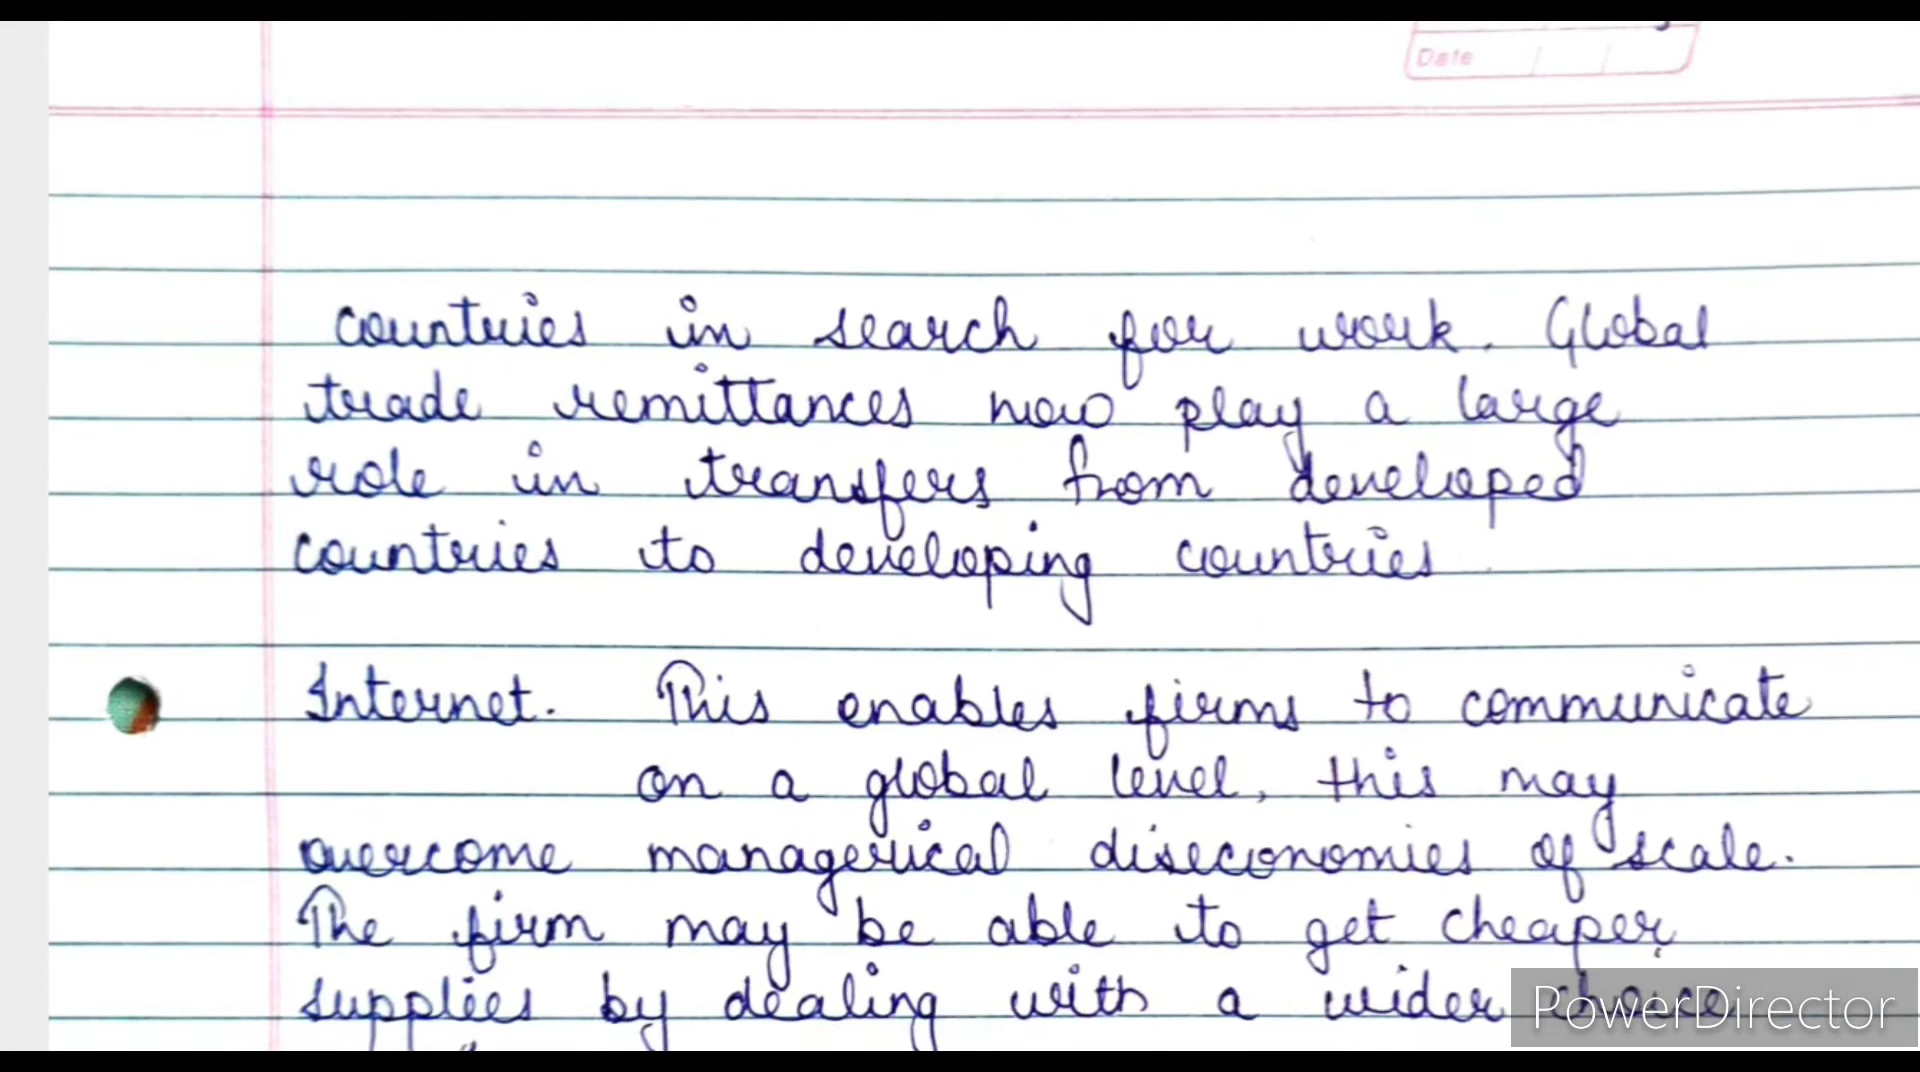 Date
countries in search for work. Global
trade remittances now play a large
role in transfers from developed
countries to developing countries
Internet. This enables firms to communicate
on a global level, this may
overcome managerical diseconomies of scale.
The firm may be able to get cheaper
supplies by dealing with a wider choice
PowerDirector